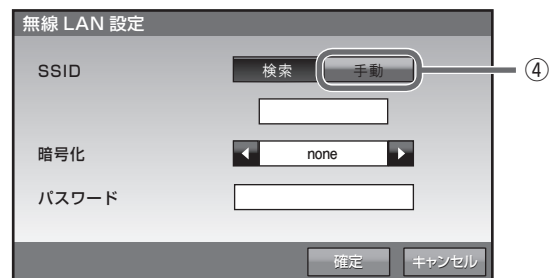 無線 LAN 設定
SSID 検索 手動 ④
暗号化 none
パスワード
確定 キャンセル